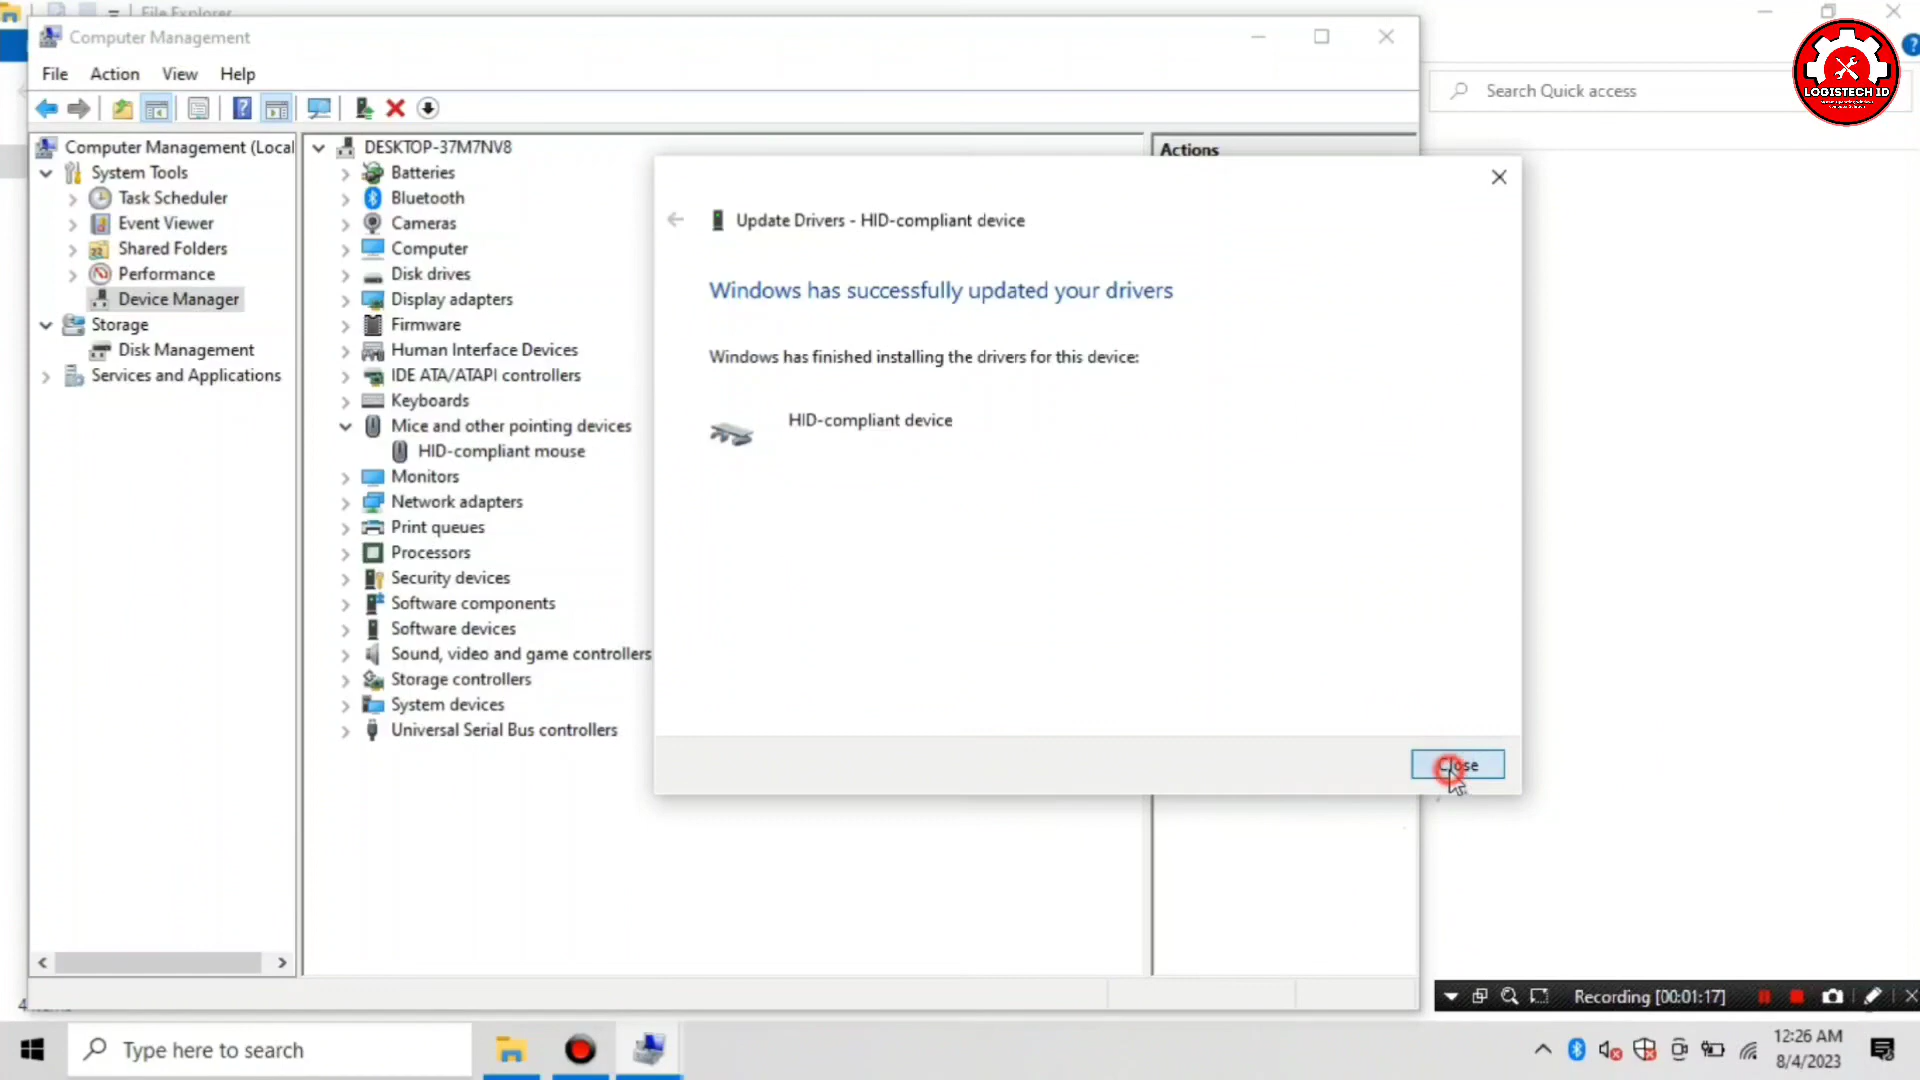 File Explorer
Computer Management
File Action View Help
Search Quick access
LOGISTECH ID
Computer Management (Local
System Tools
Task Scheduler
Event Viewer
Shared Folders
Performance
Device Manager
Storage
Disk Management
Services and Applications
DESKTOP-37M7NV8
Batteries
Bluetooth
Cameras
Computer
Disk drives
Display adapters
Firmware
Human Interface Devices
IDE ATA/ATAPI controllers
Keyboards
Mice and other pointing devices
HID-compliant mouse
Monitors
Network adapters
Print queues
Processors
Security devices
Software components
Software devices
Sound, video and game controllers
Storage controllers
System devices
Universal Serial Bus controllers
Actions
Update Drivers - HID-compliant device
Windows has successfully updated your drivers
Windows has finished installing the drivers for this device:
HID-compliant device
Close
Recording [00:01:17]
Type here to search
12:26 AM
8/4/2023